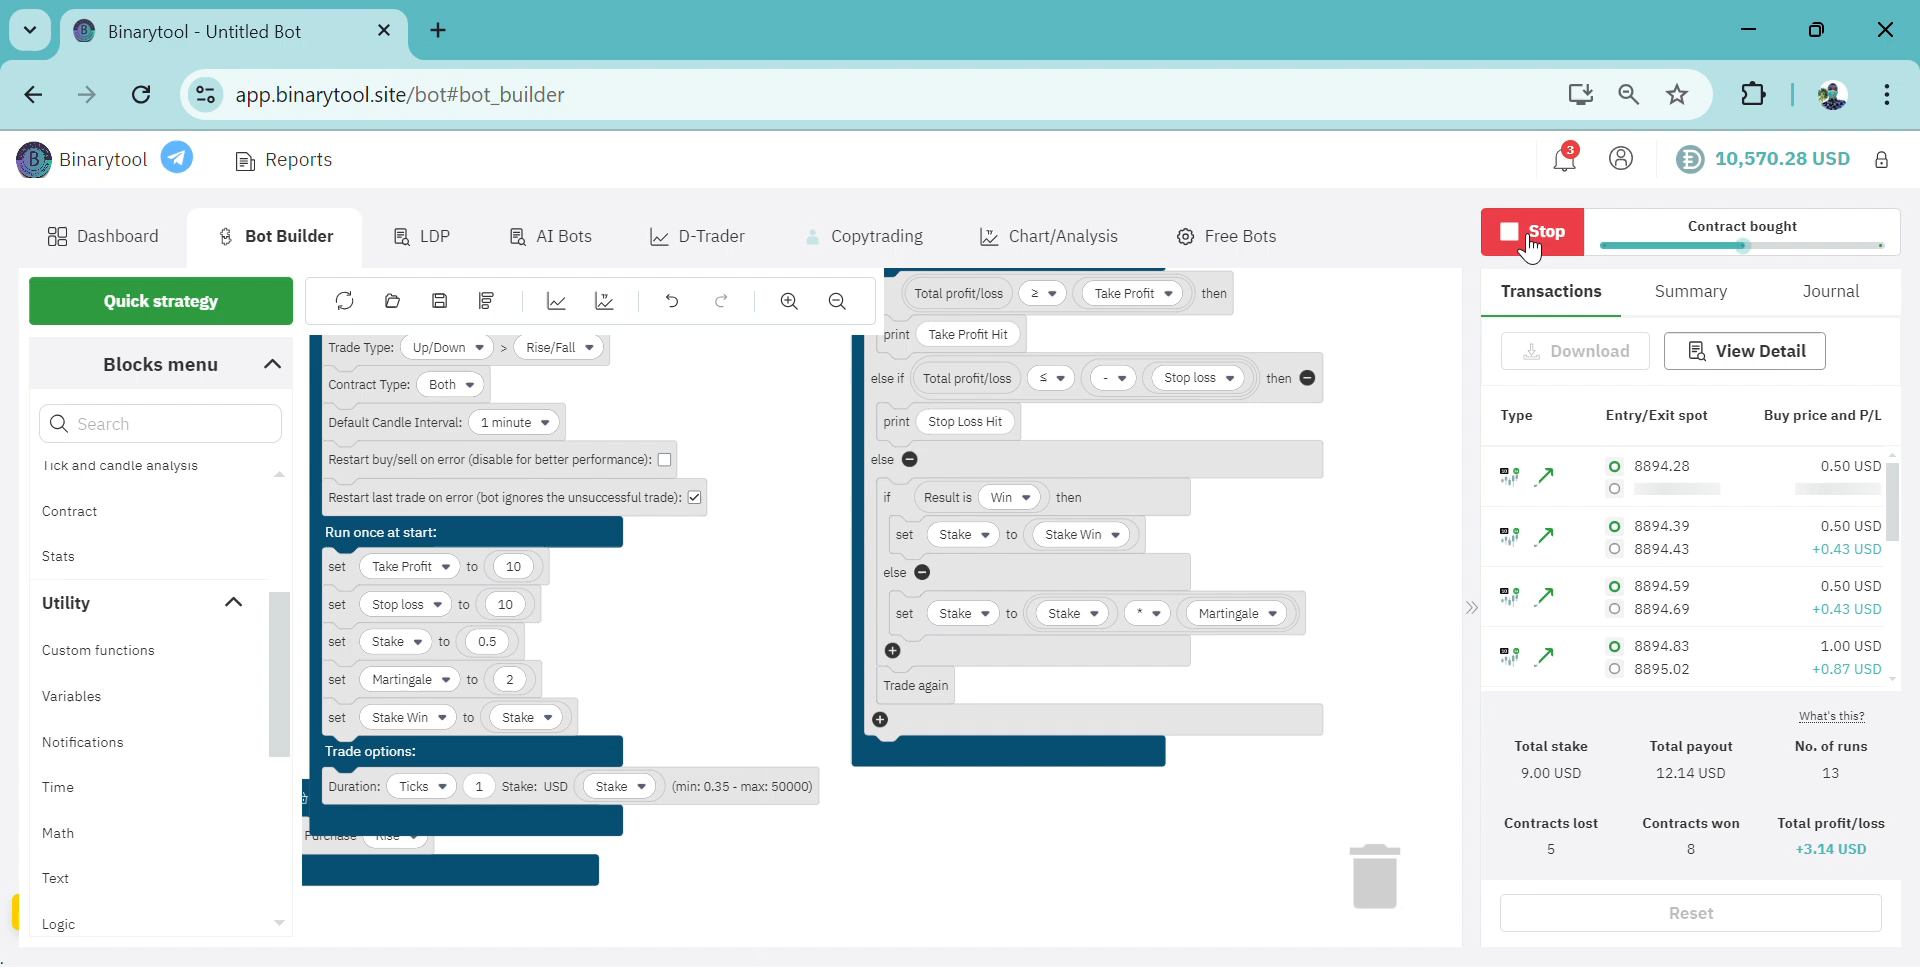 Binarytool - Untitled Bot
app.binarytool.site/bot#bot_builder
Binarytool
Reports
3
10,570.28 USD
Dashboard
Bot Builder
LDP
AI Bots
D-Trader
Copytrading
Chart/Analysis
Free Bots
Stop
Contract bought
Quick strategy
Blocks menu
Search
Tick and candle analysis
Contract
Stats
Utility
Custom functions
Variables
Notifications
Time
Math
Text
Logic
Trade Type: Up/Down > Rise/Fall
Contract Type: Both
Default Candle Interval: 1 minute
Restart buy/sell on error (disable for better performance):
Restart last trade on error (bot ignores the unsuccessful trade):
Run once at start:
set Take Profit to 10
set Stop loss to 10
set Stake to 0.5
set Martingale to 2
set Stake Win to Stake
Trade options:
Duration: Ticks 1 Stake: USD Stake (min: 0.35 - max: 50000)
Purchase Rise
Total profit/loss ≥ Take Profit then
print Take Profit Hit
else if Total profit/loss ≤ - Stop loss then
print Stop Loss Hit
else
if Result is Win then
set Stake to Stake Win
else
set Stake to Stake * Martingale
Trade again
Transactions
Summary
Journal
Download
View Detail
Type Entry/Exit spot Buy price and P/L
8894.28 0.50 USD
8894.39 0.50 USD
8894.43 +0.43 USD
8894.59 0.50 USD
8894.69 +0.43 USD
8894.83 1.00 USD
8895.02 +0.87 USD
What's this?
Total stake Total payout No. of runs
9.00 USD 12.14 USD 13
Contracts lost Contracts won Total profit/loss
5 8 +3.14 USD
Reset